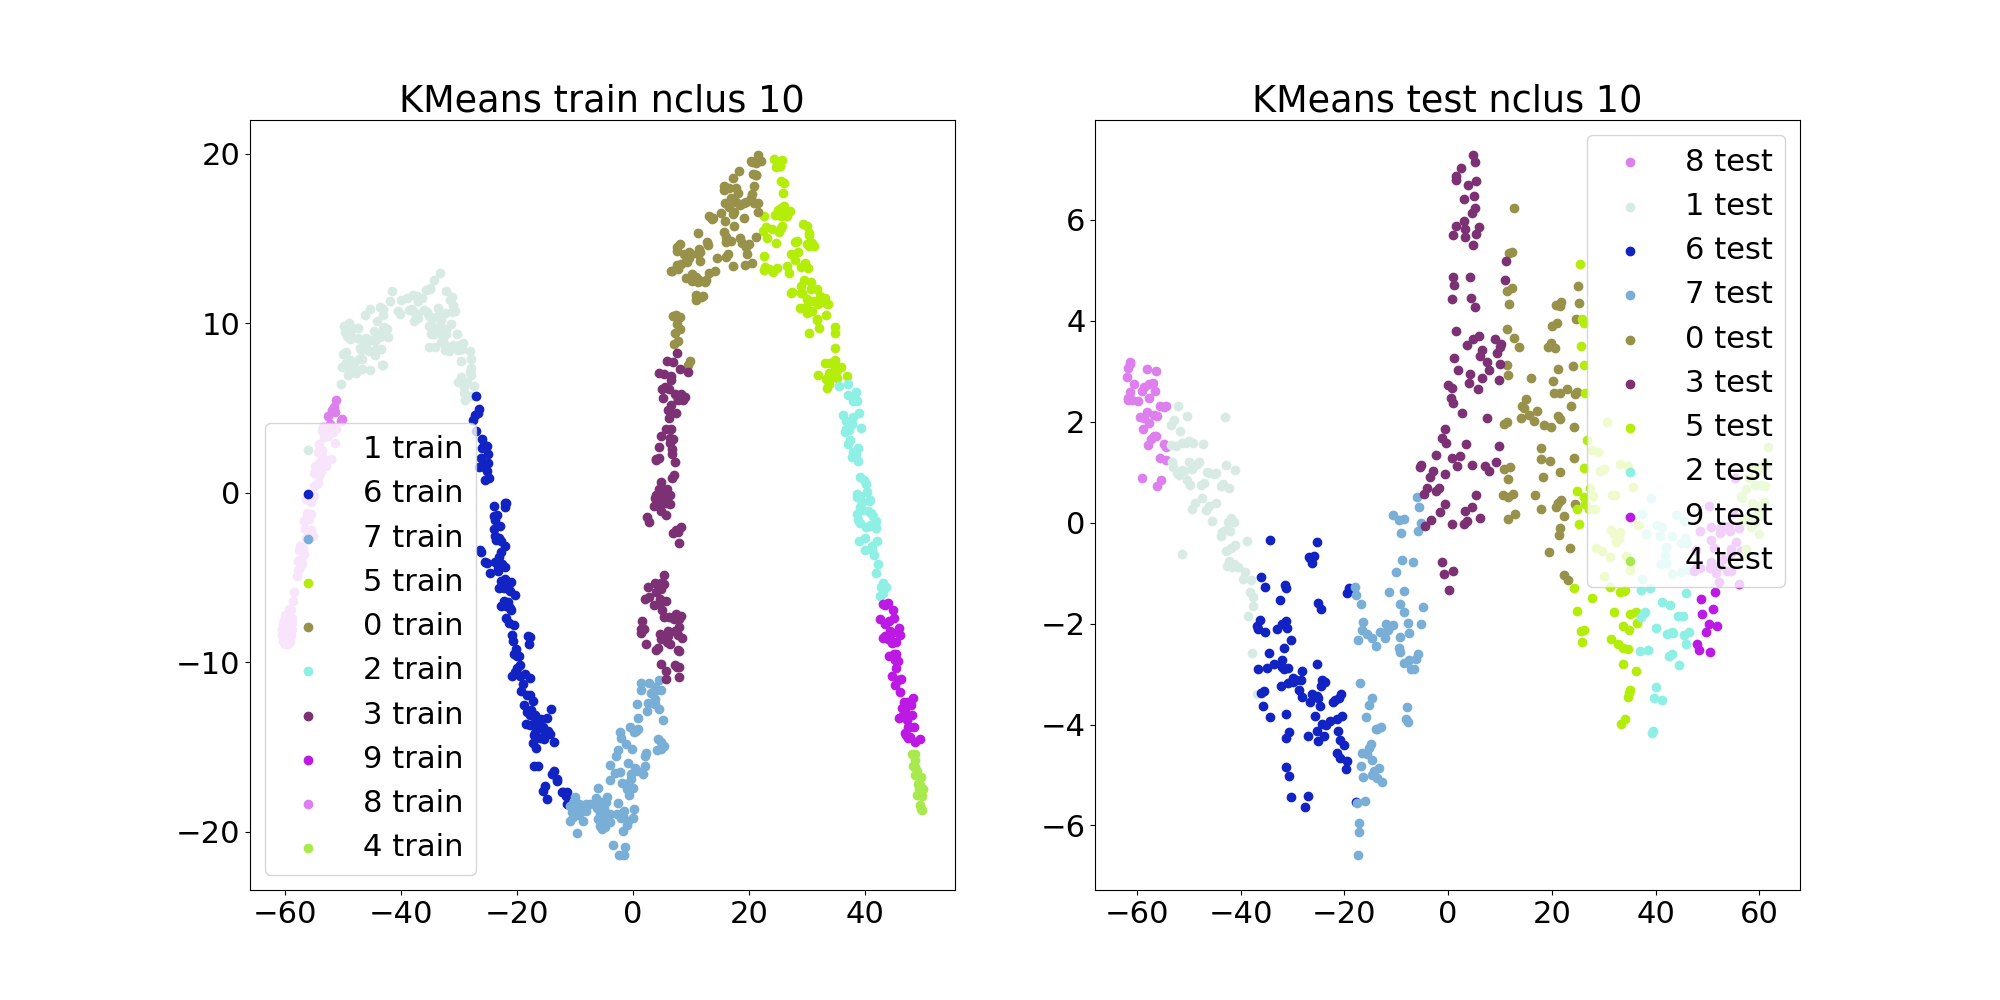 KMeans train nclus 10
20
10
0
−10
−20
−60
−40
−20
0
20
40
1 train
6 train
7 train
5 train
0 train
2 train
3 train
9 train
8 train
4 train
KMeans test nclus 10
6
4
2
0
−2
−4
−6
−60
−40
−20
0
20
40
60
8 test
1 test
6 test
7 test
0 test
3 test
5 test
2 test
9 test
4 test